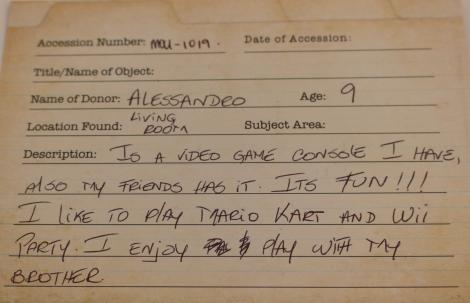 Accession Number: MOU-1019. Date of Accession:
Title/Name of Object:
Name of Donor: ALESSANDRO Age: 9
Location Found: LIVING ROOM Subject Area:
Description: IS A VIDEO GAME CONSOLE I HAVE,
ALSO MY FRIENDS HAS IT. ITS FUN!!!
I LIKE TO PLAY MARIO KART AND WII
PARTY. I ENJOY PLAY WITH MY
BROTHER